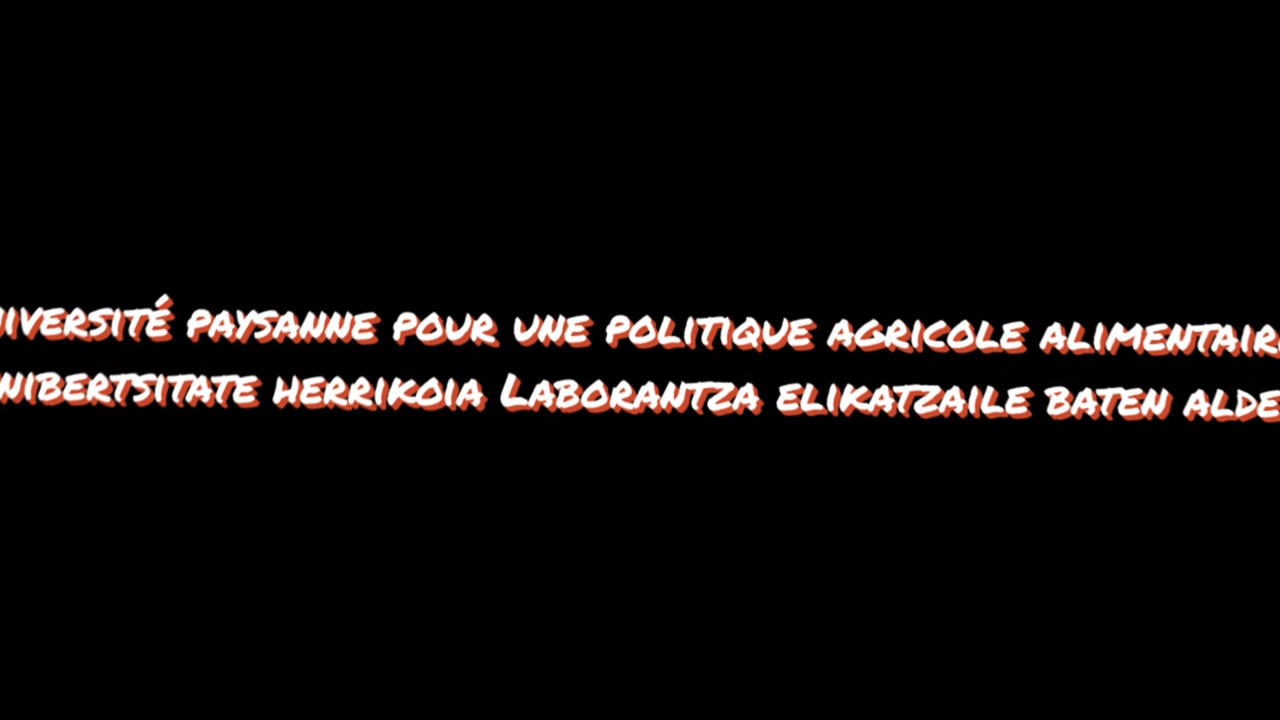 iversité paysanne pour une politique agricole alimentair
nibertsitate herrikoia Laborantza elikatzaile baten alde